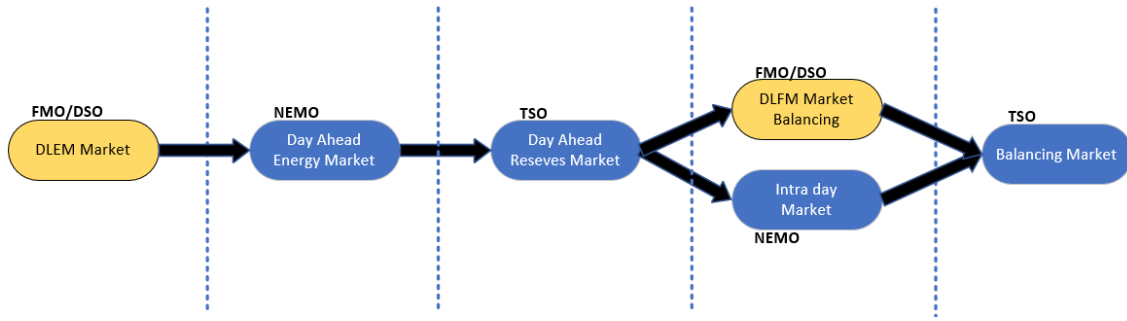 FMO/DSO
DLEM Market
NEMO
Day Ahead
Energy Market
TSO
Day Ahead
Reseves Market
FMO/DSO
DLFM Market
Balancing
Intra day
Market
NEMO
TSO
Balancing Market